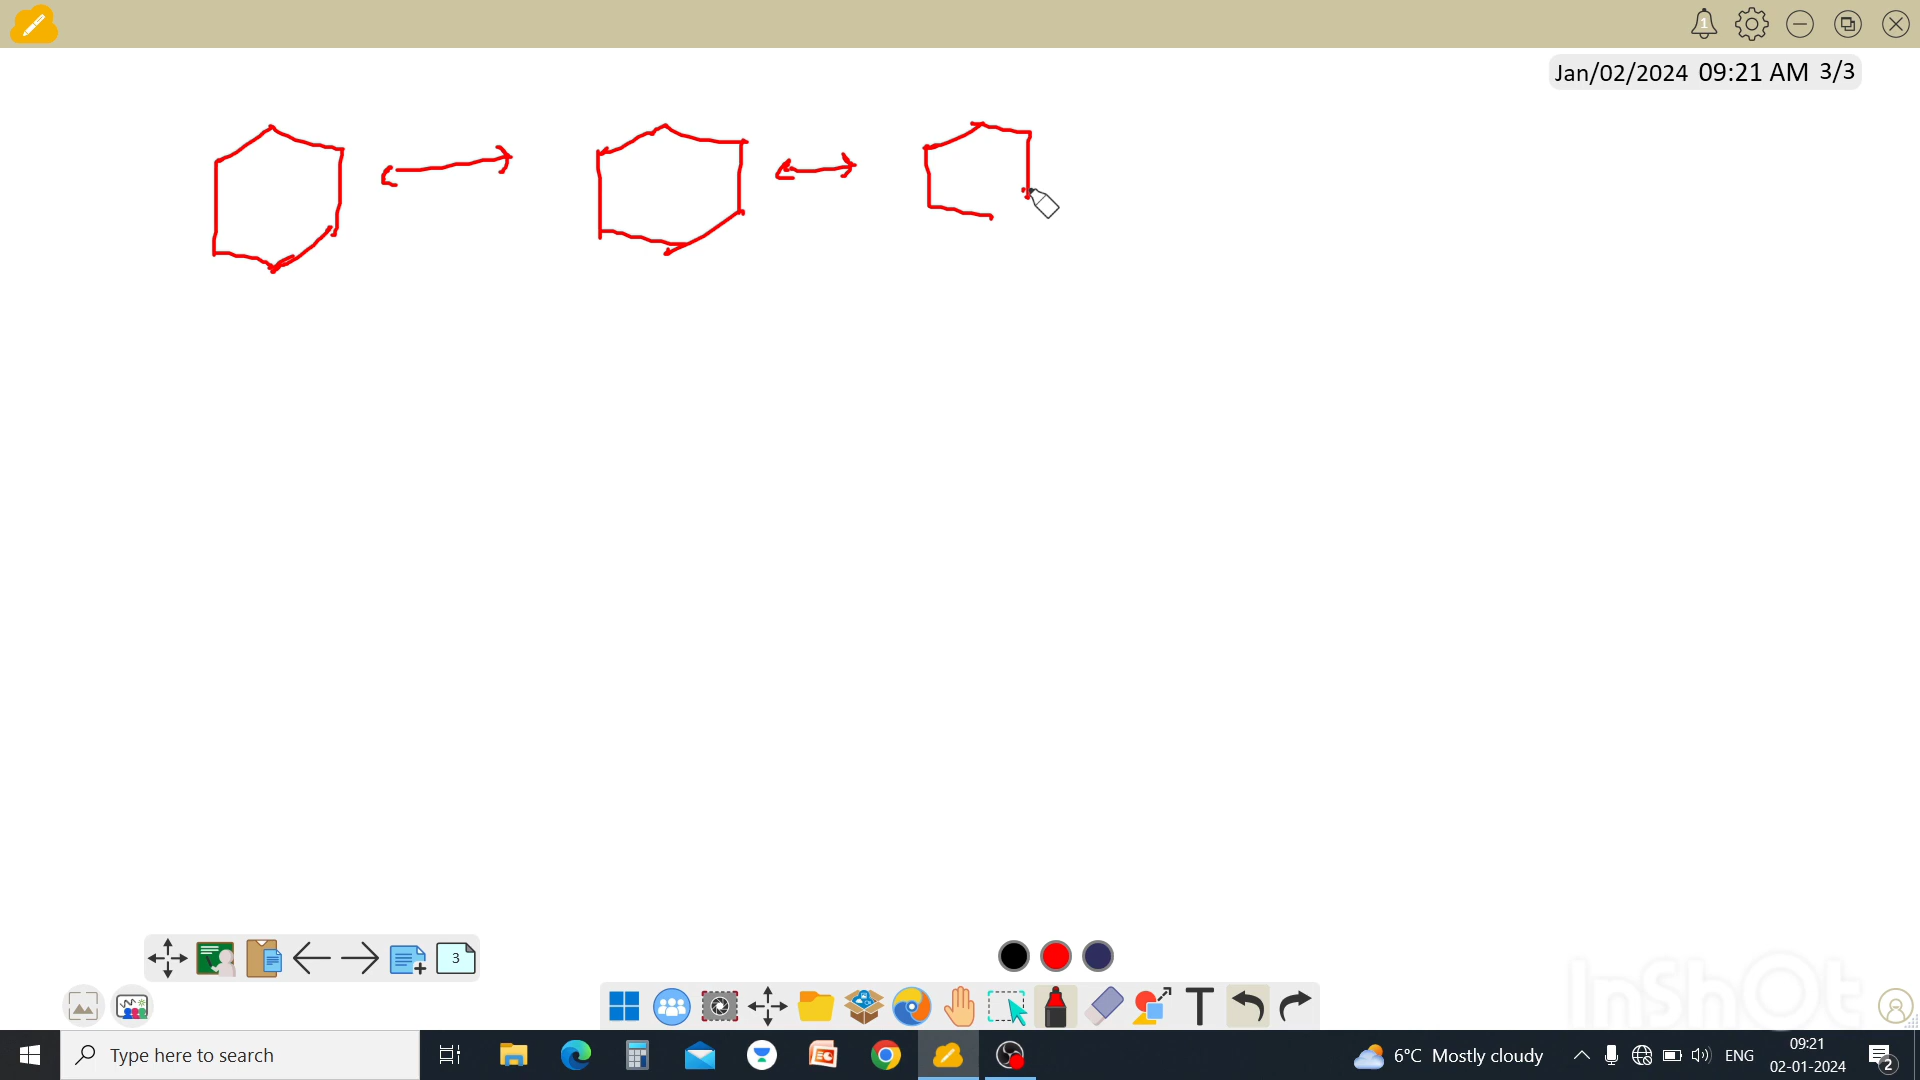 1
Jan/02/2024 09:21 AM 3/3
3
T
InShOt
Type here to search
6°C Mostly cloudy
ENG
09:21
02-01-2024
2